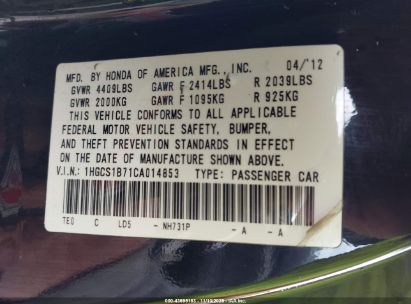 MFD. BY HONDA OF AMERICA MFG., INC. 04/'12
GVWR 4409LBS GAWR F 2414LBS R 2039LBS
GVWR 2000KG GAWR F 1095KG R 925KG
THIS VEHICLE CONFORMS TO ALL APPLICABLE
FEDERAL MOTOR VEHICLE SAFETY, BUMPER,
AND THEFT PREVENTION STANDARDS IN EFFECT
ON THE DATE OF MANUFACTURE SHOWN ABOVE.
V.I.N.: 1HGCS1B71CA014853 TYPE: PASSENGER CAR
TE0 C LD5 - NH731P - A - A